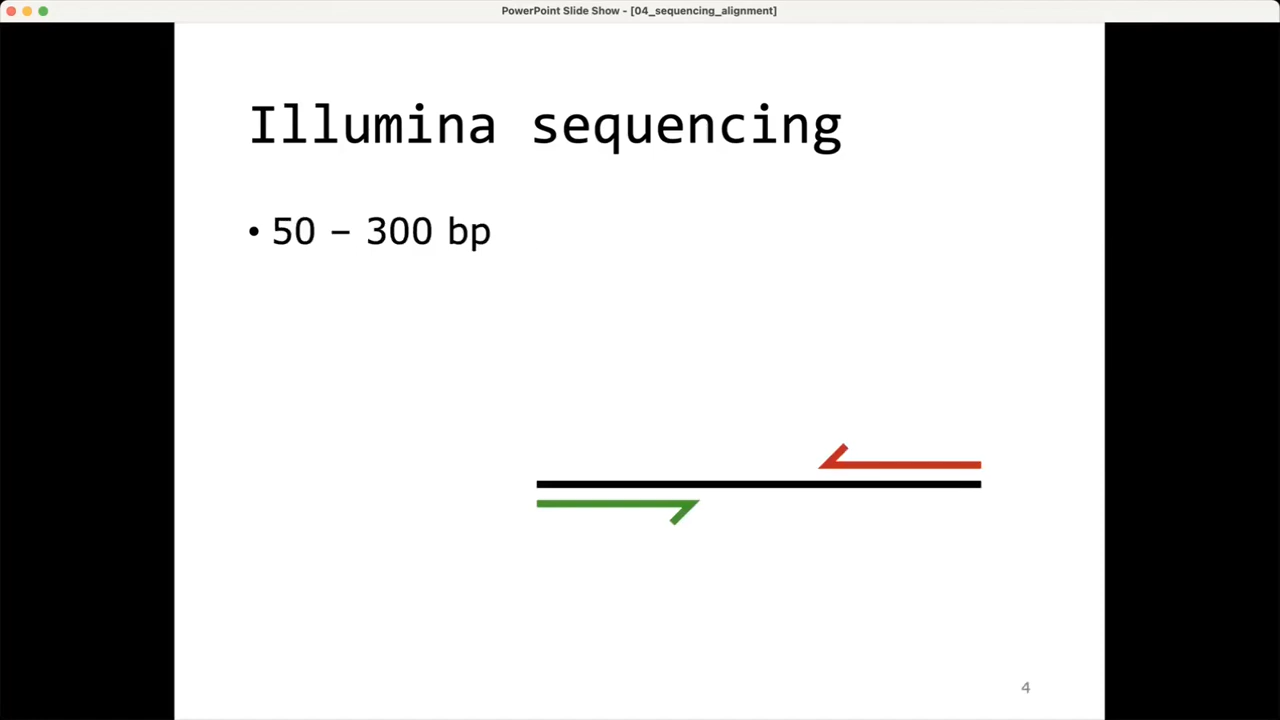 PowerPoint Slide Show - [04_sequencing_alignment]
Illumina sequencing
• 50 – 300 bp
4